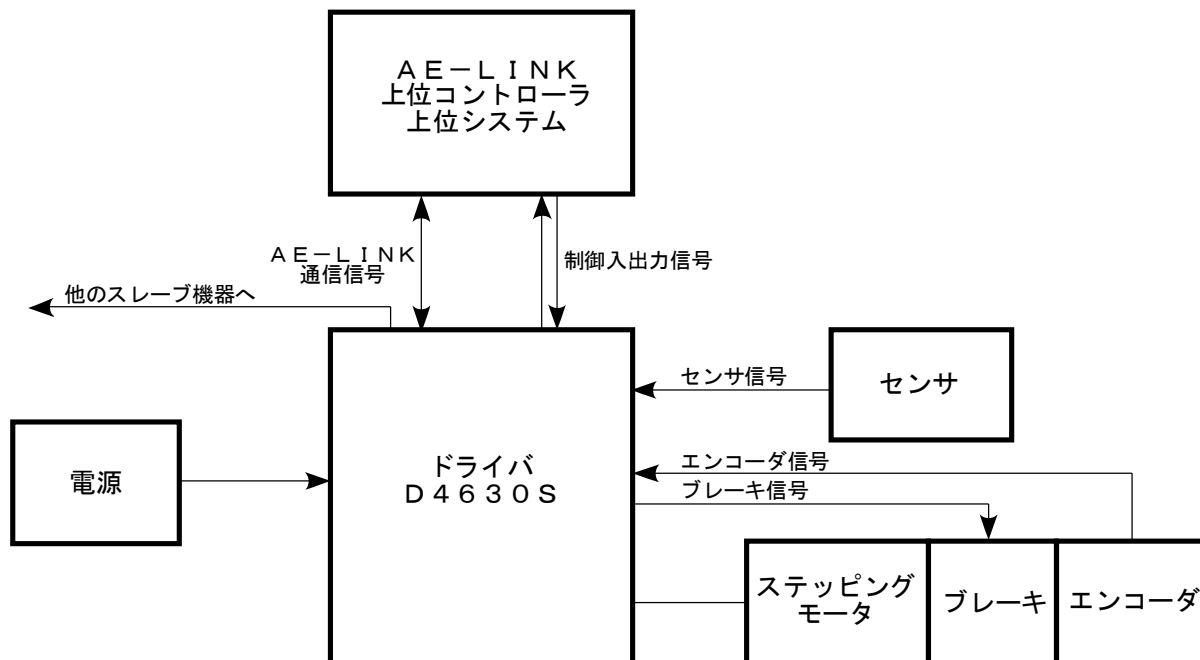 ＡＥ－ＬＩＮＫ
上位コントローラ
上位システム
ＡＥ－ＬＩＮＫ
通信信号
制御入出力信号
他のスレーブ機器へ
センサ信号
センサ
電源
ドライバ
Ｄ４６３０Ｓ
エンコーダ信号
ブレーキ信号
ステッピング
モータ
ブレーキ
エンコーダ